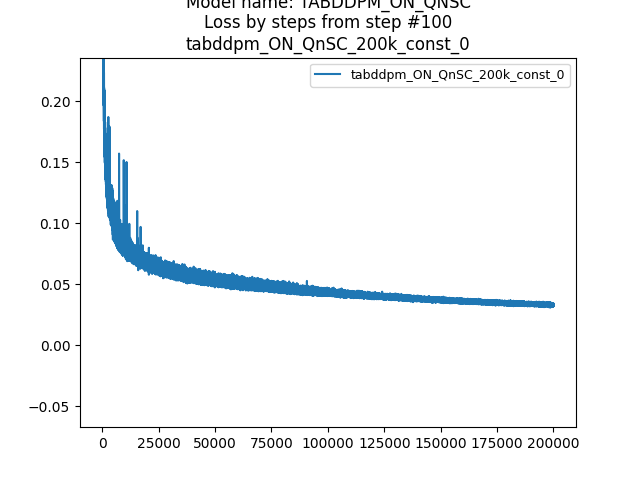 Model name: TABDDPM_ON_QNSC
Loss by steps from step #100
tabddpm_ON_QnSC_200k_const_0
tabddpm_ON_QnSC_200k_const_0
0.20
0.15
0.10
0.05
0.00
−0.05
0 25000 50000 75000 100000 125000 150000 175000 200000